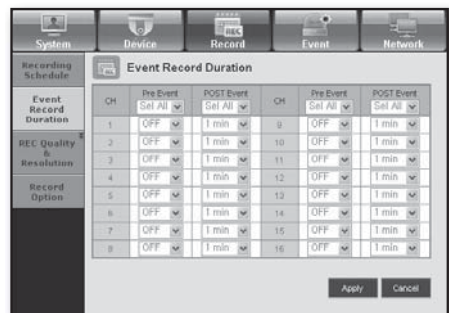 System Device Record Event Network
REC
Recording
Schedule
Event
Record
Duration
REC Quality
&
Resolution
Record
Option
Event Record Duration
CH Pre Event POST Event CH Pre Event POST Event
Sel All Sel All Sel All Sel All
1 OFF 1 min 9 OFF 1 min
2 OFF 1 min 10 OFF 1 min
3 OFF 1 min 11 OFF 1 min
4 OFF 1 min 12 OFF 1 min
5 OFF 1 min 13 OFF 1 min
6 OFF 1 min 14 OFF 1 min
7 OFF 1 min 15 OFF 1 min
8 OFF 1 min 16 OFF 1 min
Apply Cancel